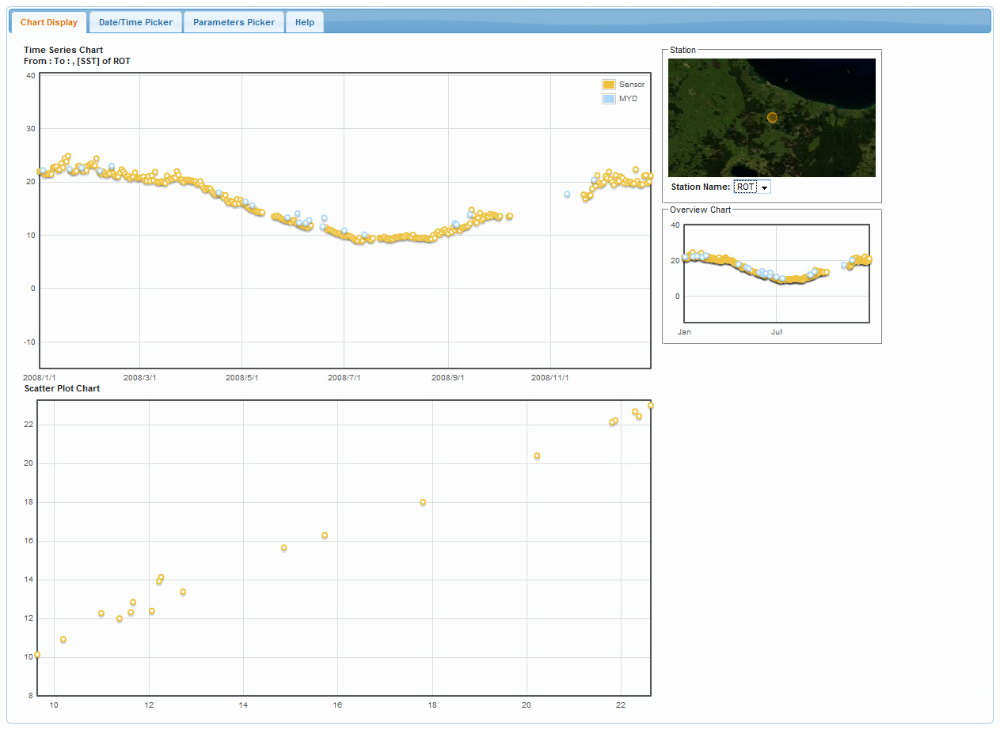 Chart Display Date/Time Picker Parameters Picker Help
Time Series Chart
From : To : , [SST] of ROT
40
30
20
10
0
-10
Sensor
MYD
2008/1/1 2008/3/1 2008/5/1 2008/7/1 2008/9/1 2008/11/1
Station
Station Name: ROT
Overview Chart
40
20
0
Jan Jul
Scatter Plot Chart
22
20
18
16
14
12
10
8
10 12 14 16 18 20 22